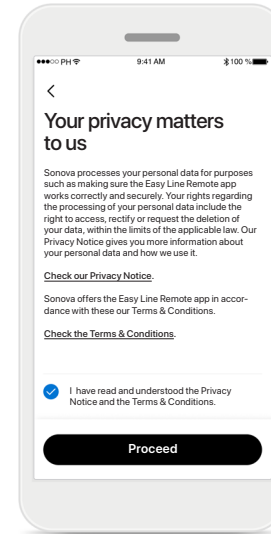 ●●●○○ PH 9:41 AM 100 %
Your privacy matters
to us
Sonova processes your personal data for purposes
such as making sure the Easy Line Remote app
works correctly and securely. Your rights regarding
the processing of your personal data include the
right to access, rectify or request the deletion of
your data, within the limits of the applicable law. Our
Privacy Notice gives you more information about
your personal data and how we use it.
Check our Privacy Notice.
Sonova offers the Easy Line Remote app in accor-
dance with these our Terms & Conditions.
Check the Terms & Conditions.
I have read and understood the Privacy
Notice and the Terms & Conditions.
Proceed